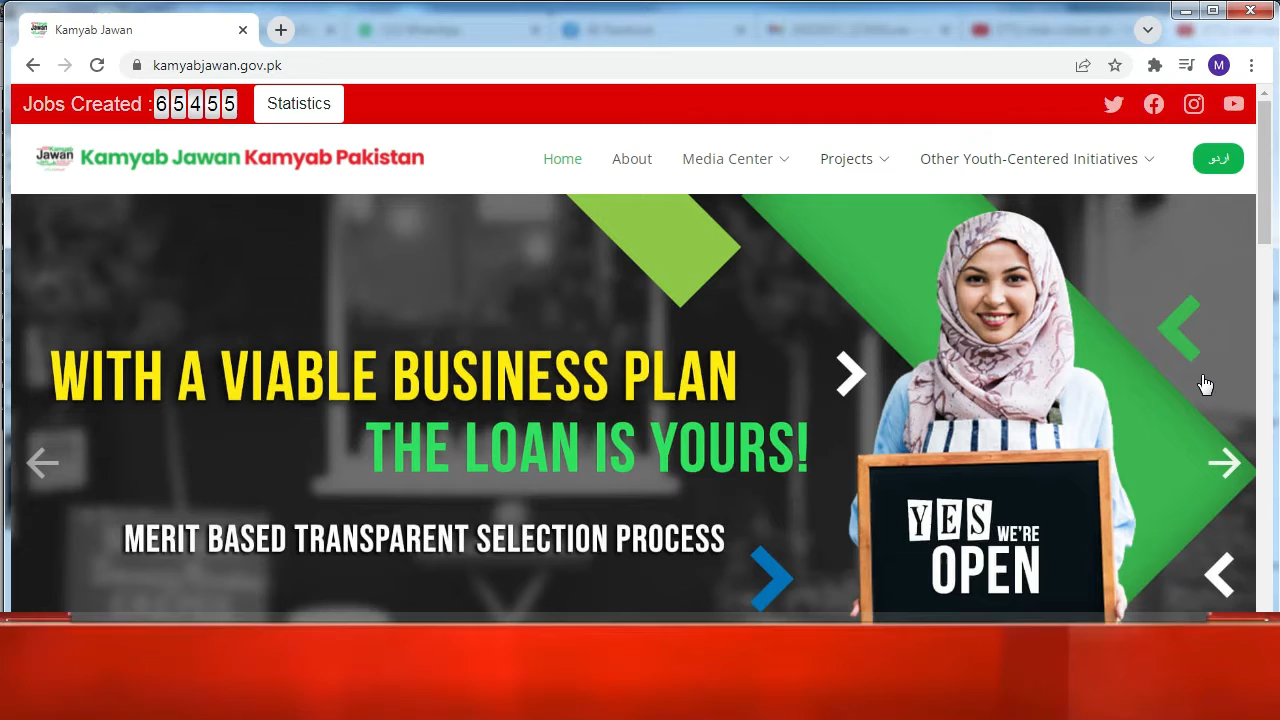 Kamyab Jawan
kamyabjawan.gov.pk
M
Jobs Created : 65455
Statistics
Jawan
Kamyab Jawan Kamyab Pakistan
Home
About
Media Center
Projects
Other Youth-Centered Initiatives
اردو
WITH A VIABLE BUSINESS PLAN
THE LOAN IS YOURS!
MERIT BASED TRANSPARENT SELECTION PROCESS
YES WE'RE
OPEN